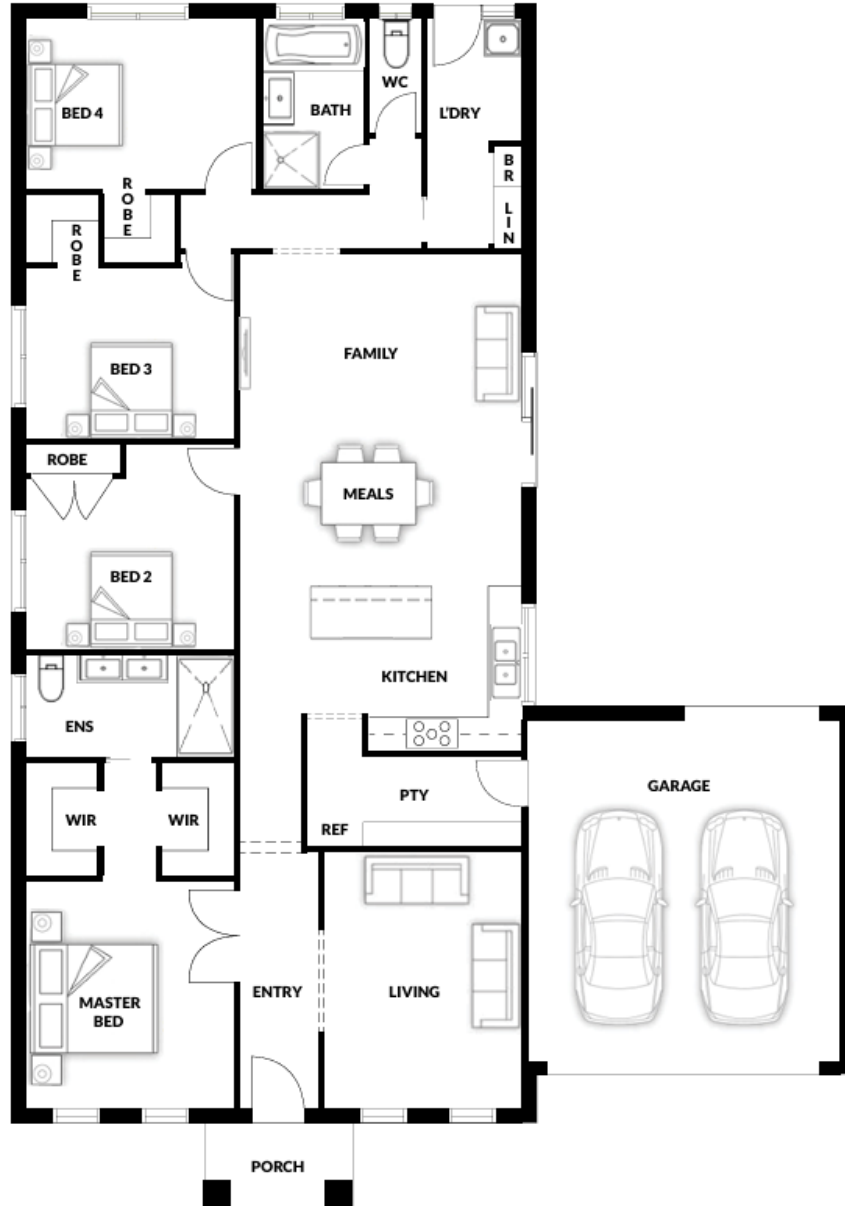 WC
BATH
BED 4
L'DRY
BR
LIN
ROBE
ROBE
FAMILY
BED 3
ROBE
MEALS
BED 2
KITCHEN
ENS
GARAGE
PTY
WIR
WIR
REF
ENTRY
LIVING
MASTER
BED
PORCH